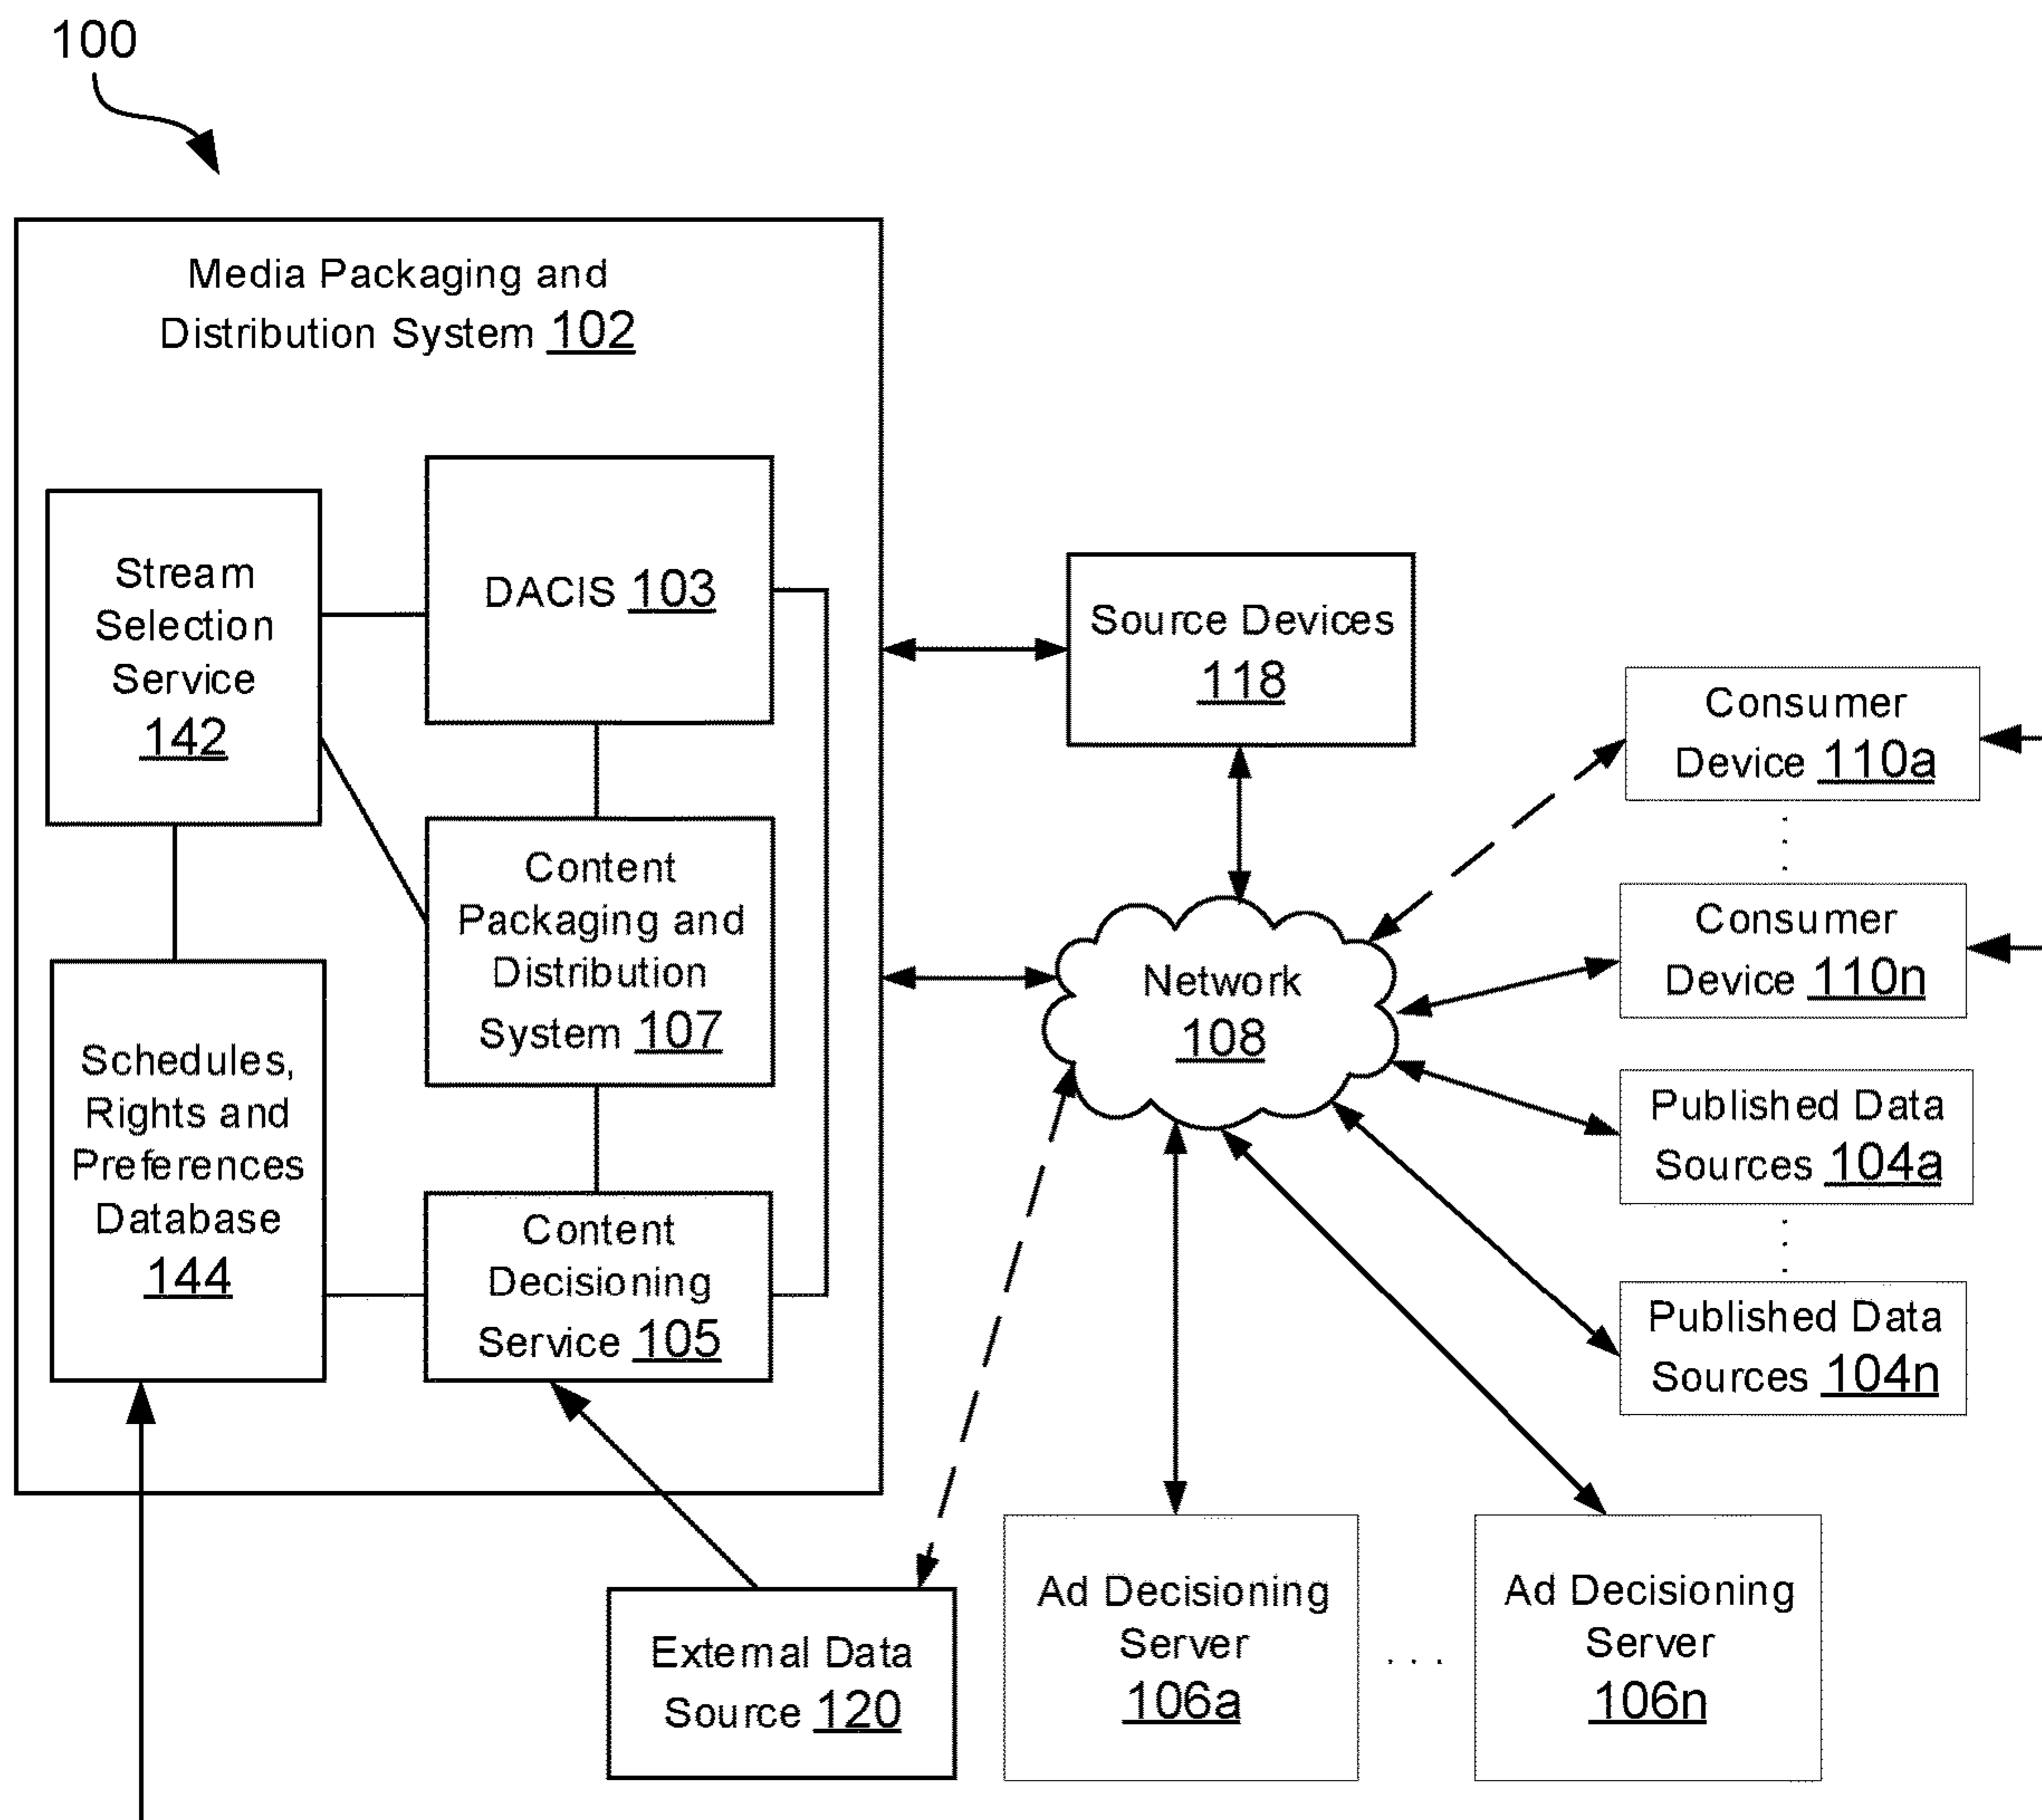 100
Media Packaging and
Distribution System 102
Stream
Selection
Service
142
DACIS 103
Content
Packaging and
Distribution
System 107
Schedules,
Rights and
Preferences
Database
144
Content
Decisioning
Service 105
Source Devices
118
Network
108
Consumer
Device 110a
Consumer
Device 110n
Published Data
Sources 104a
Published Data
Sources 104n
External Data
Source 120
Ad Decisioning
Server
106a
. . .
Ad Decisioning
Server
106n